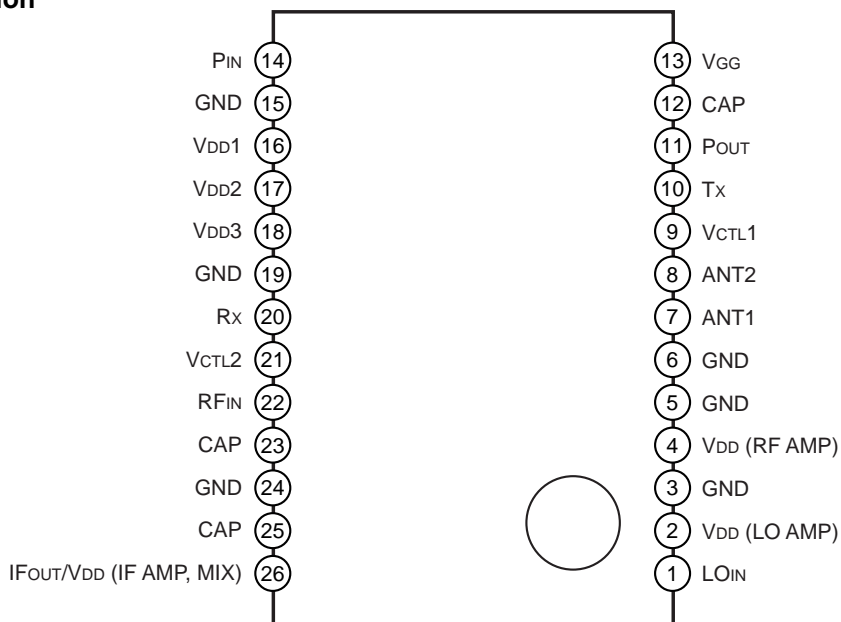 on
PIN 14 13 VGG
GND 15 12 CAP
VDD1 16 11 POUT
VDD2 17 10 TX
VDD3 18 9 VCTL1
GND 19 8 ANT2
RX 20 7 ANT1
VCTL2 21 6 GND
RFIN 22 5 GND
CAP 23 4 VDD (RF AMP)
GND 24 3 GND
CAP 25 2 VDD (LO AMP)
IFOUT/VDD (IF AMP, MIX) 26 1 LOIN